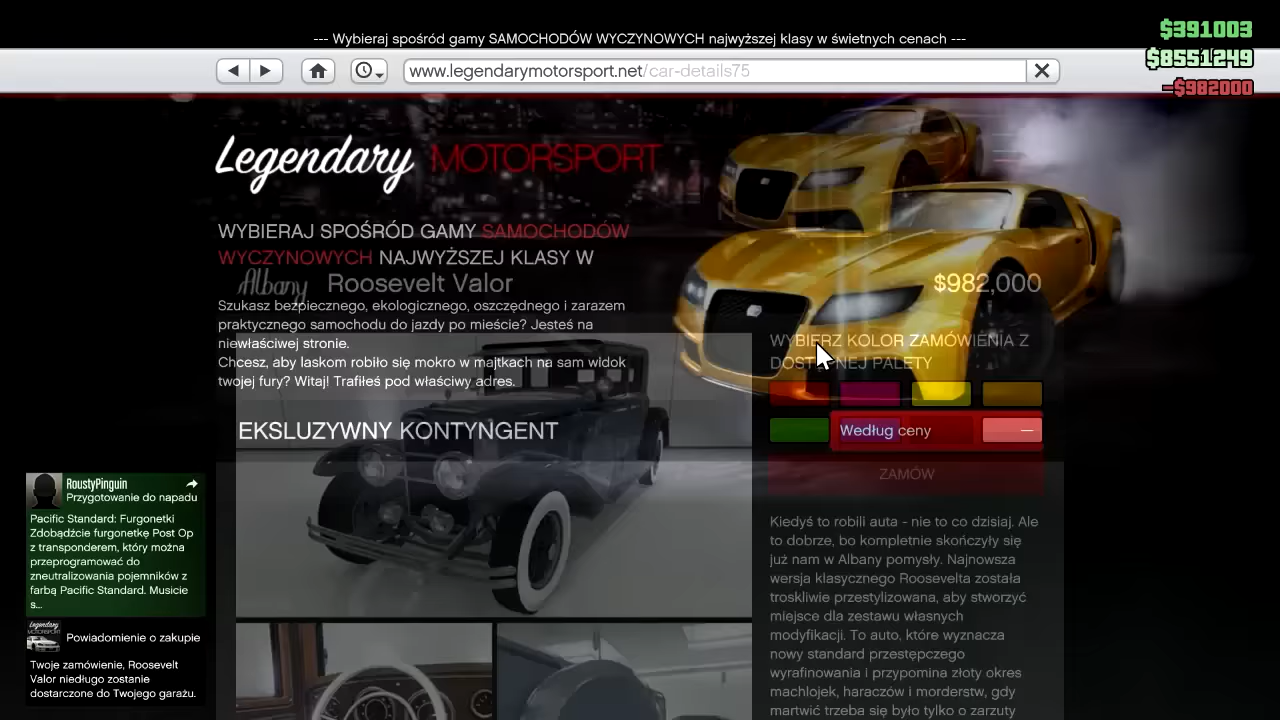 --- Wybieraj spośród gamy SAMOCHODÓW WYCZYNOWYCH najwyższej klasy w świetnych cenach ---
$391003
$8551249
-$982000
www.legendarymotorsport.net/car-details75
Legendary MOTORSPORT
WYBIERAJ SPOŚRÓD GAMY SAMOCHODÓW
WYCZYNOWYCH NAJWYŻSZEJ KLASY W
Albany Roosevelt Valor
$982,000
Szukasz bezpiecznego, ekologicznego, oszczędnego i zarazem
praktycznego samochodu do jazdy po mieście? Jesteś na
niewłaściwej stronie.
Chcesz, aby laskom robiło się mokro w majtkach na sam widok
twojej fury? Witaj! Trafiłeś pod właściwy adres.
EKSLUZYWNY KONTYNGENT
WYBIERZ KOLOR ZAMÓWIENIA Z
DOSTĘPNEJ PALETY
Według ceny —
ZAMÓW
Kiedyś to robili auta - nie to co dzisiaj. Ale
to dobrze, bo kompletnie skończyły się
już nam w Albany pomysły. Najnowsza
wersja klasycznego Roosevelta została
troskliwie przestylizowana, aby stworzyć
miejsce dla zestawu własnych
modyfikacji. To auto, które wyznacza
nowy standard przestępczego
wyrafinowania i przypomina złoty okres
machlojek, haraczów i morderstw, gdy
martwić trzeba się było tylko o zarzuty
RoustyPinguin
Przygotowanie do napadu
Pacific Standard: Furgonetki
Zdobądźcie furgonetkę Post Op
z transponderem, który można
przeprogramować do
zneutralizowania pojemników z
farbą Pacific Standard. Musicie
s...
Legendary
MOTORSPORT
Powiadomienie o zakupie
Twoje zamówienie, Roosevelt
Valor niedługo zostanie
dostarczone do Twojego garażu.